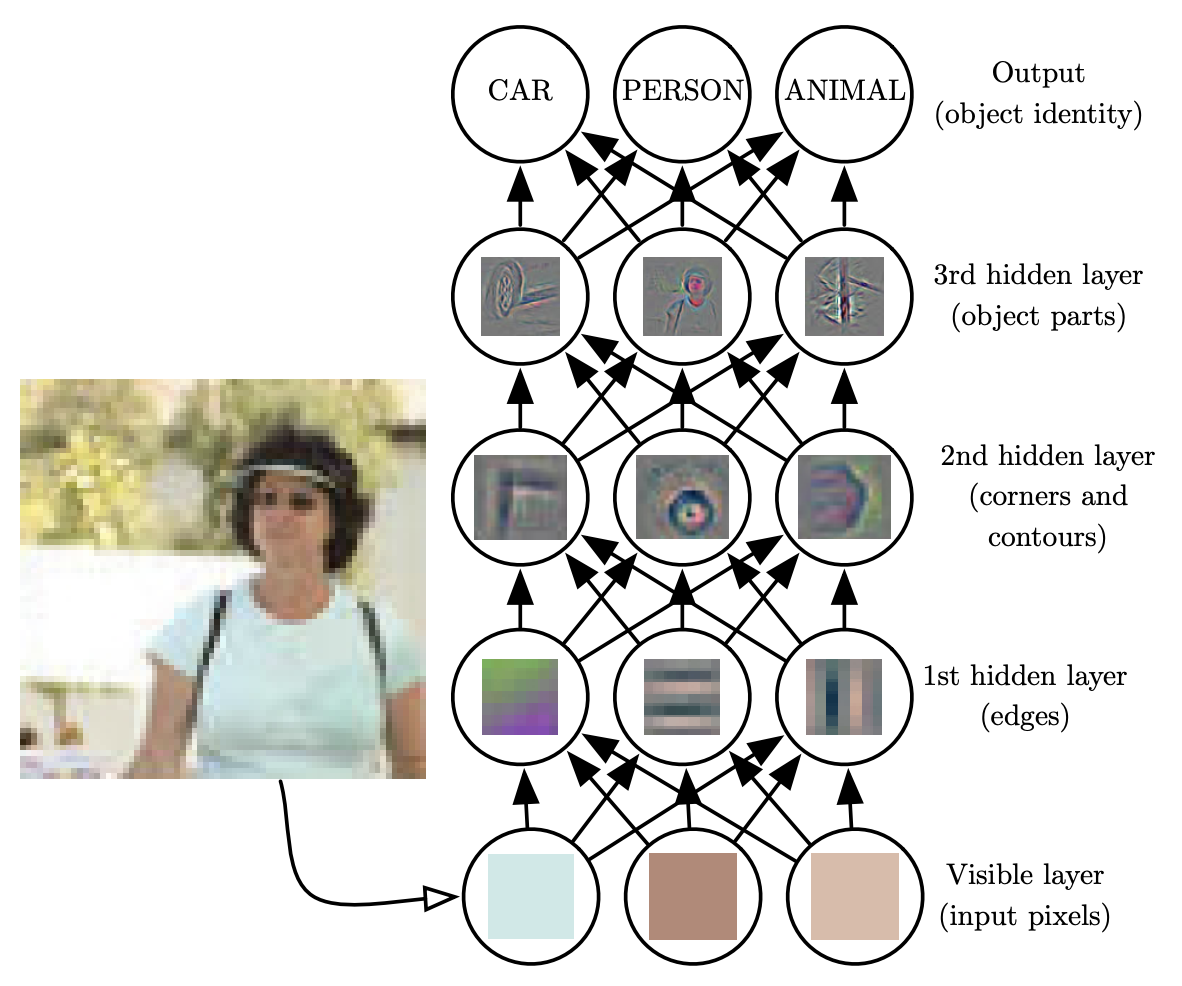 CAR PERSON ANIMAL
Output
(object identity)
3rd hidden layer
(object parts)
2nd hidden layer
(corners and
contours)
1st hidden layer
(edges)
Visible layer
(input pixels)